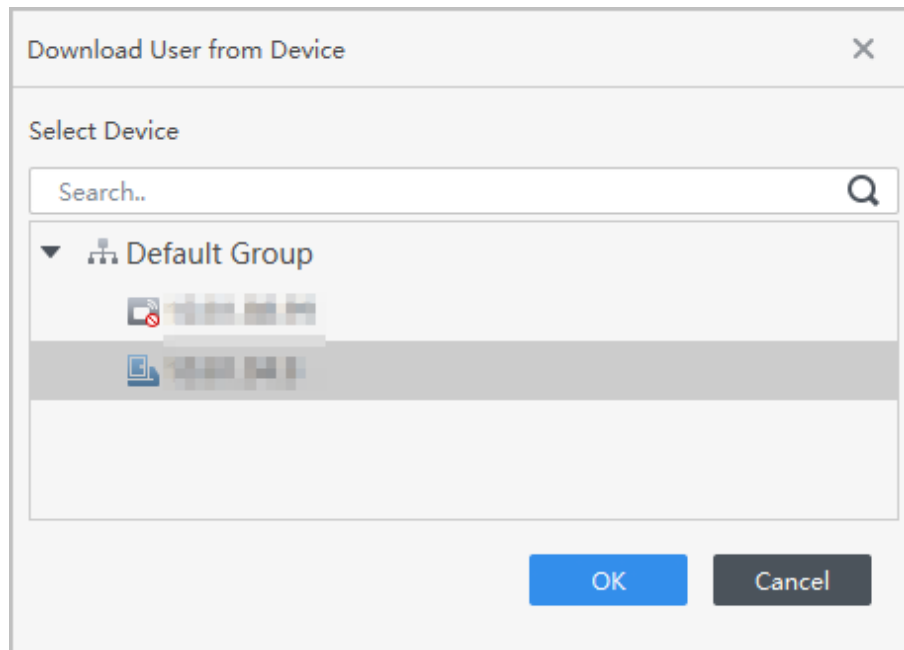 Download User from Device
Select Device
Search..
Default Group
OK Cancel